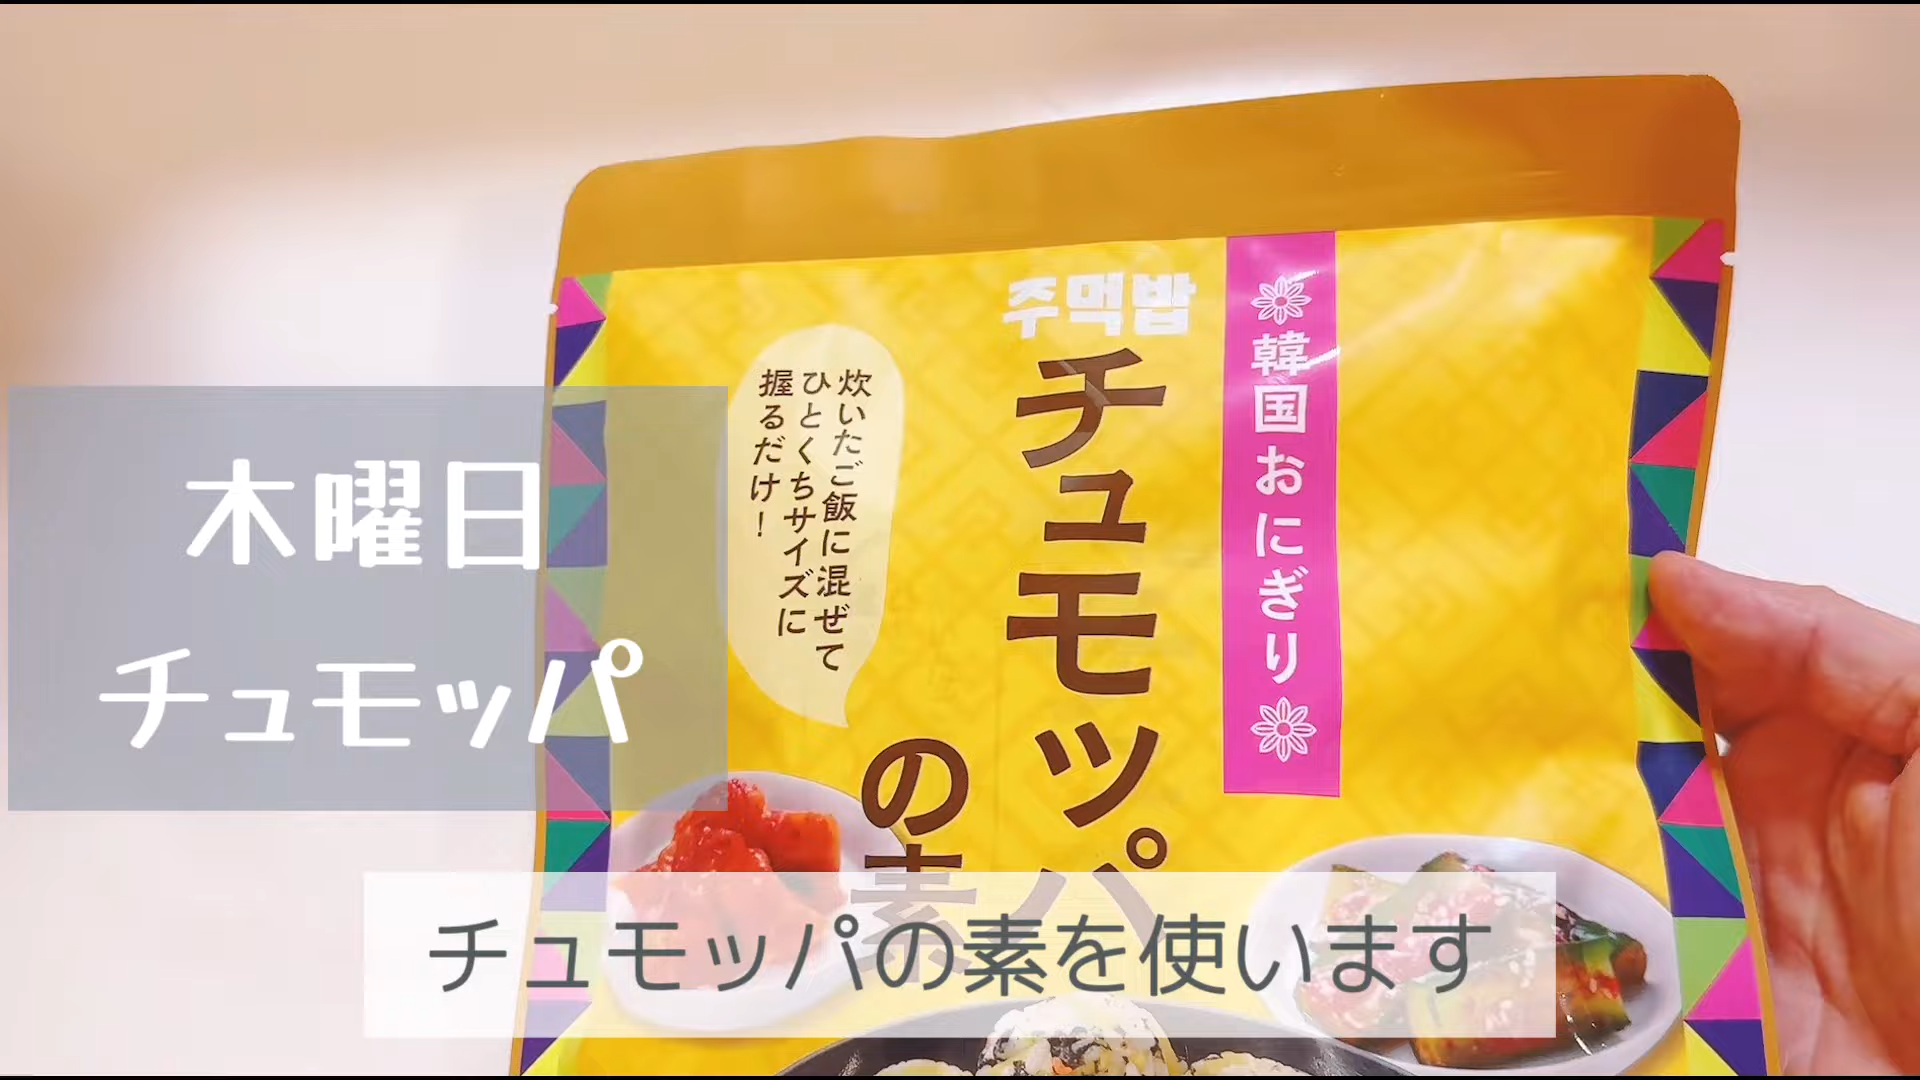 木曜日
チュモッパ
주먹밥
韓国おにぎり
チュモッパ
の素
炊いたご飯に混ぜて
ひとくちサイズに
握るだけ!
チュモッパの素を使います